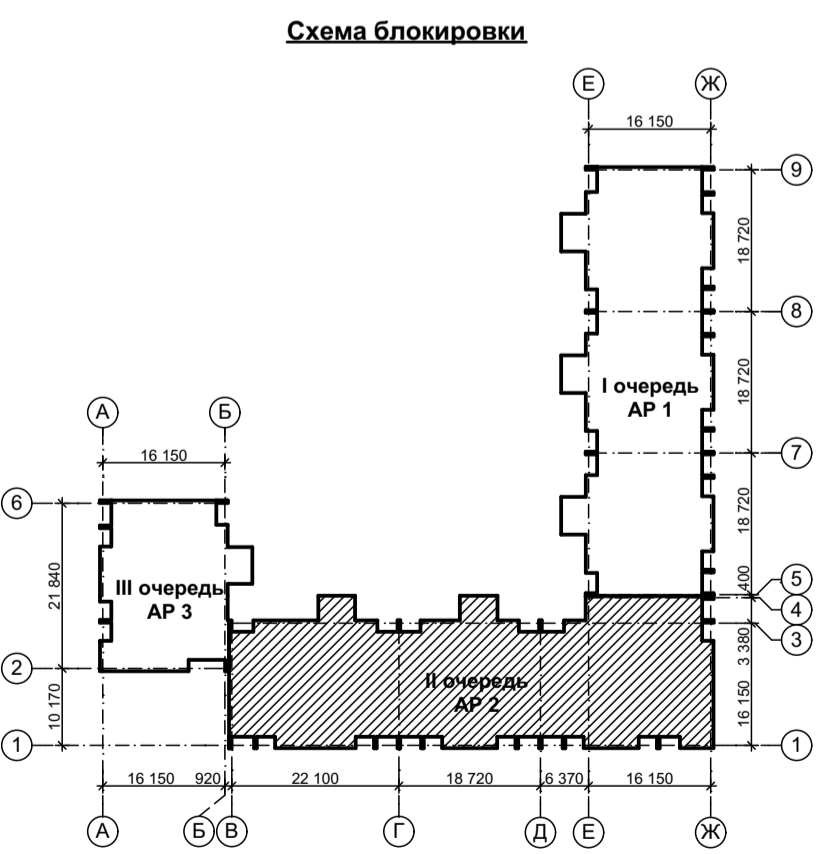 Схема блокировки
Е
Ж
16 150
9
18 720
8
I очередь
АР 1
18 720
7
А
Б
16 150
6
18 720
21 840
III очередь
АР 3
400
5
4
3
3 380
2
II очередь
АР 2
10 170
16 150
1
1
16 150
920
22 100
18 720
6 370
16 150
А
Б
В
Г
Д
Е
Ж